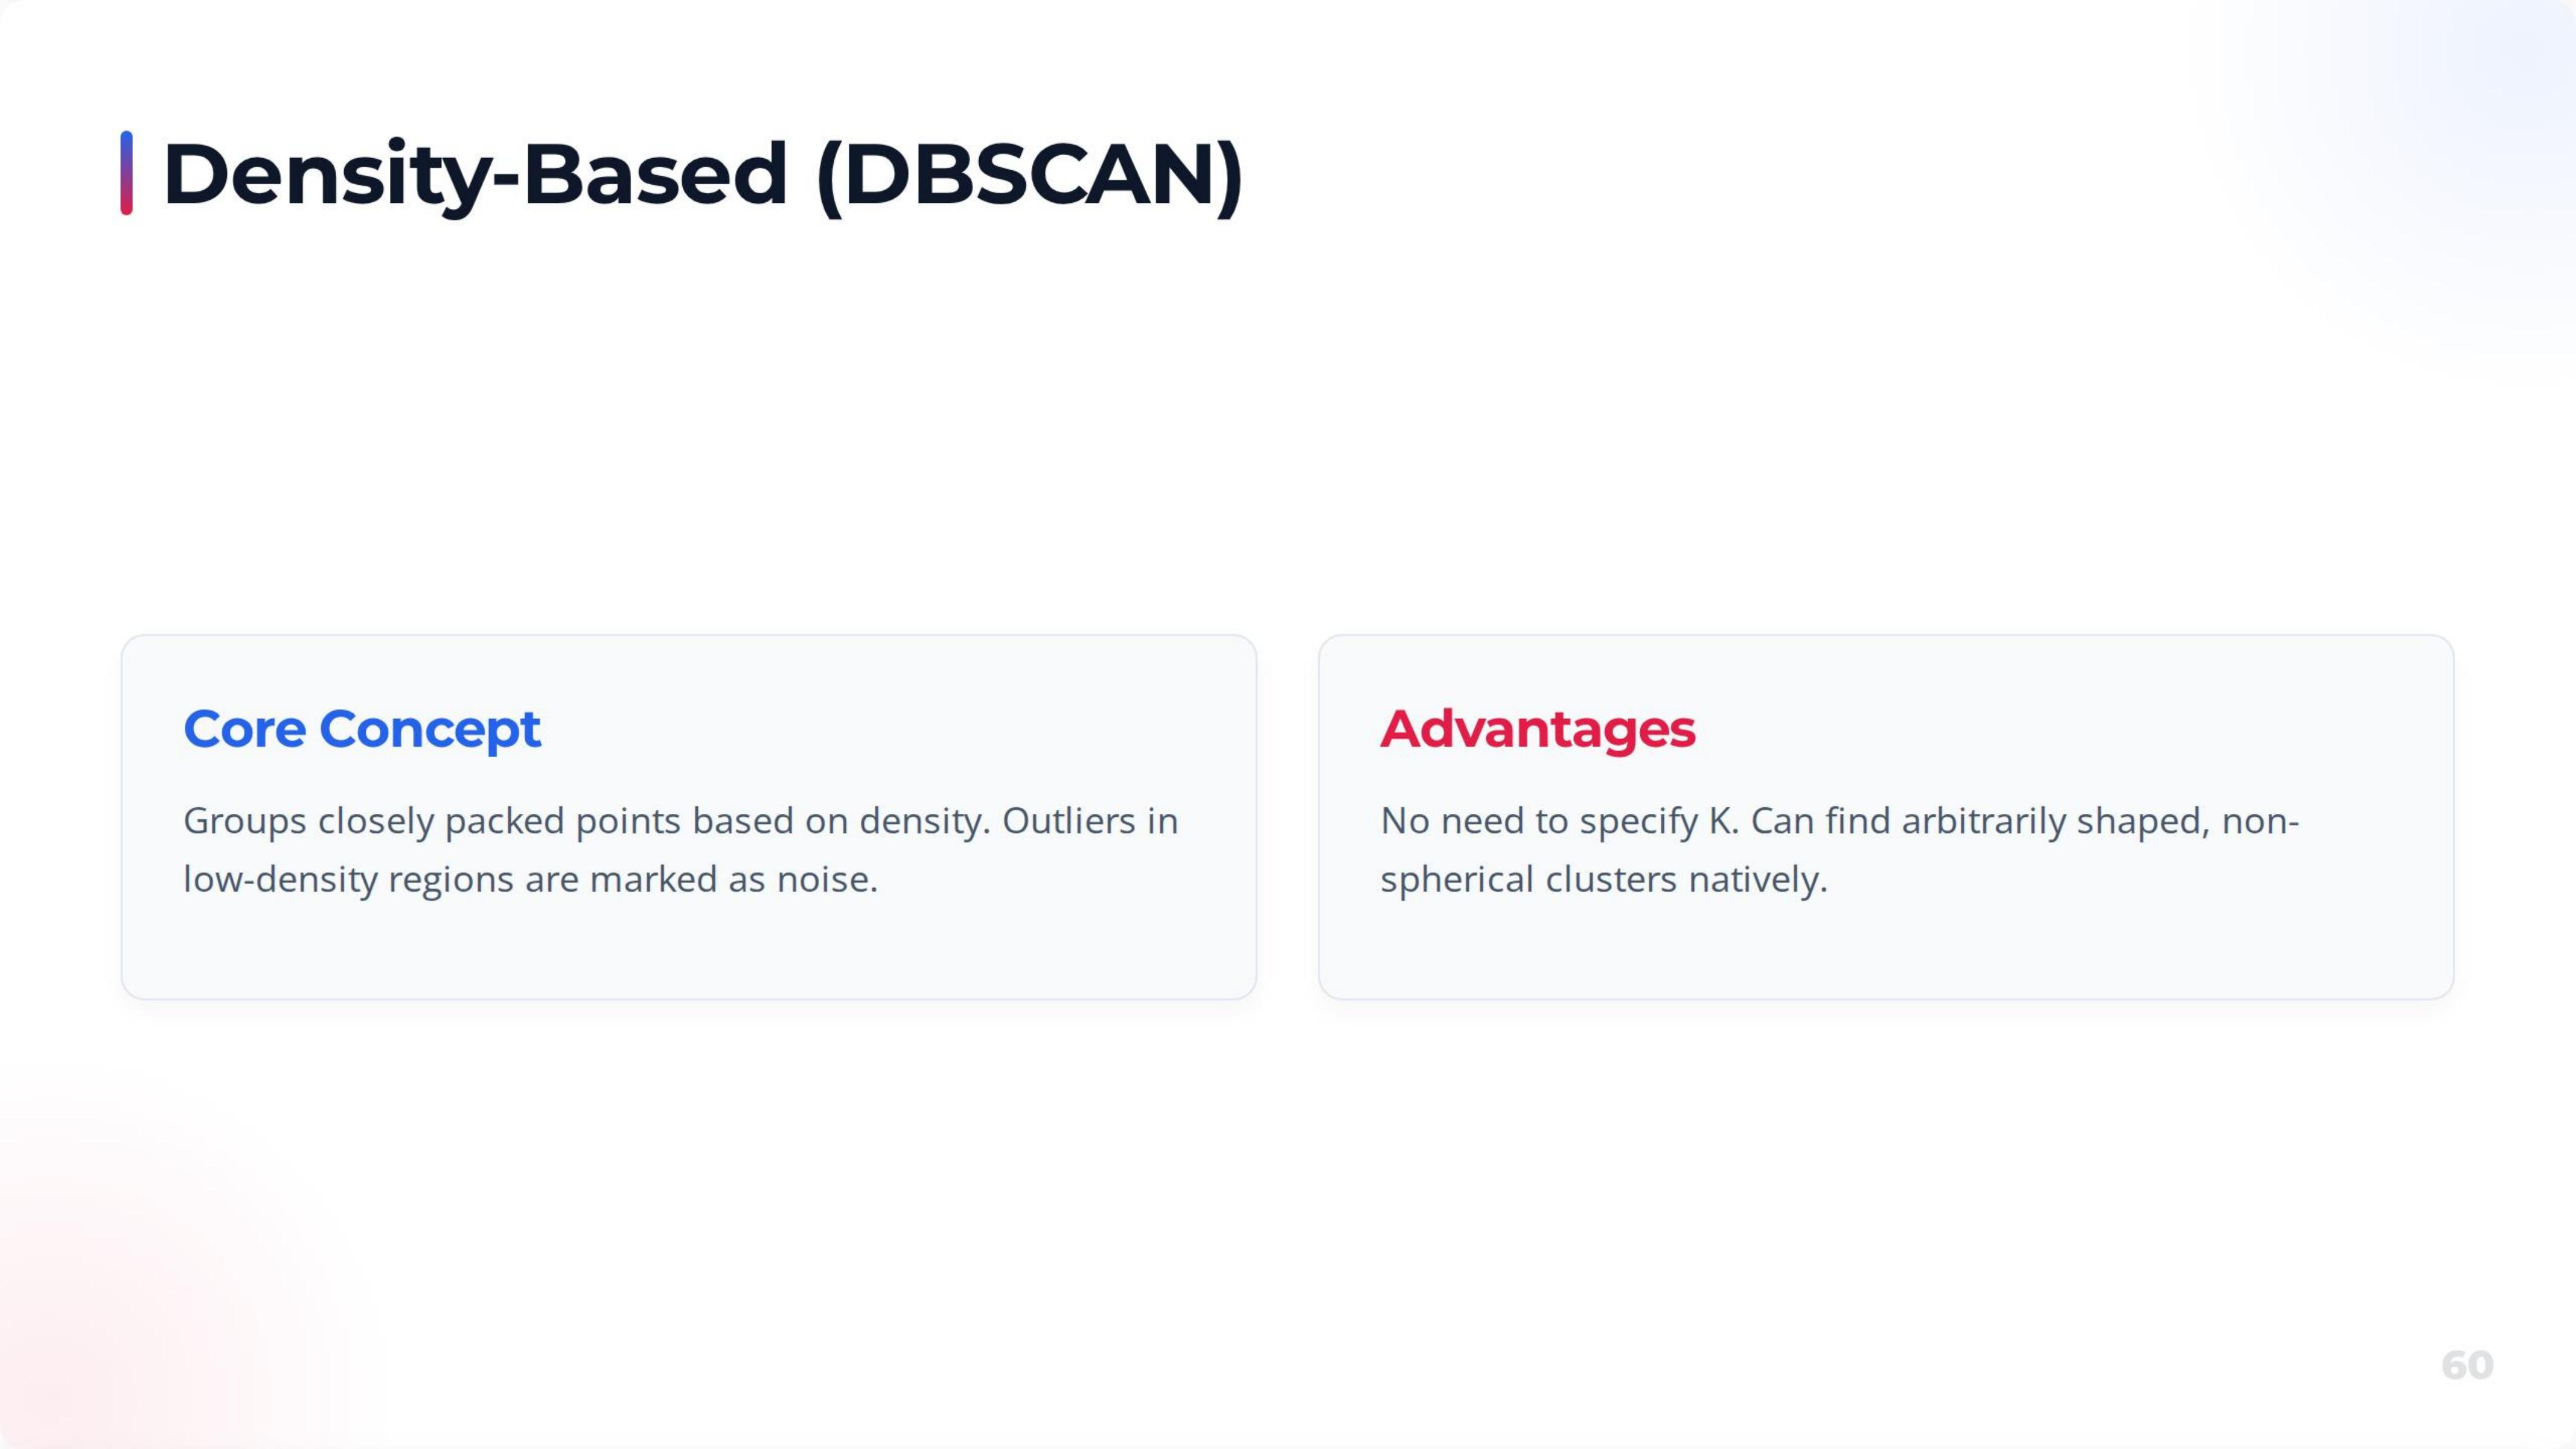 Density-Based (DBSCAN)
Core Concept
Groups closely packed points based on density. Outliers in
low-density regions are marked as noise.
Advantages
No need to specify K. Can find arbitrarily shaped, non-
spherical clusters natively.
60